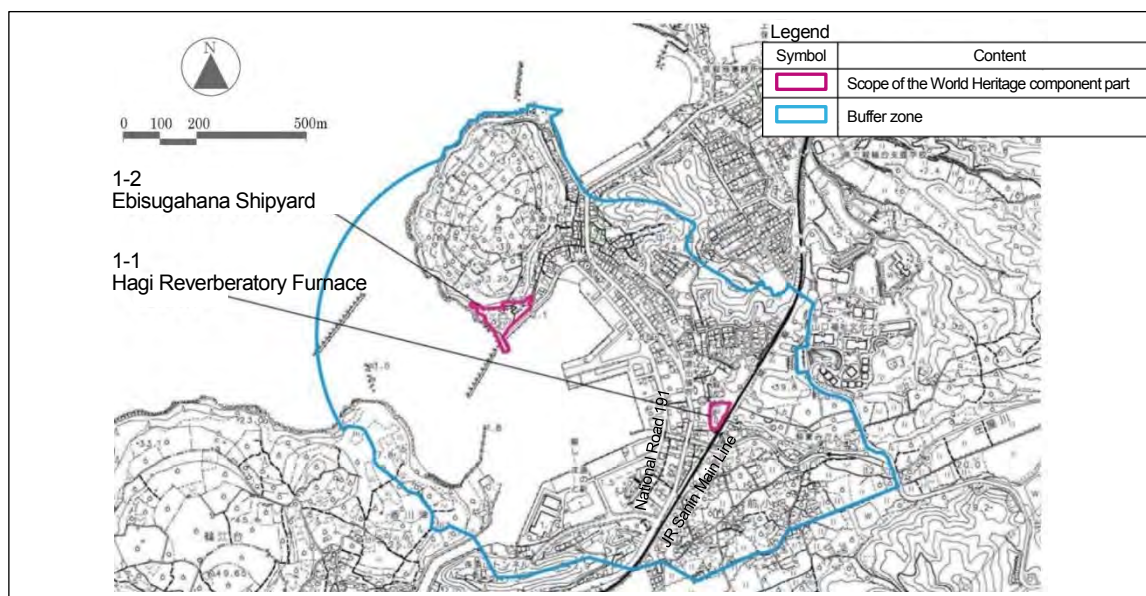 N
0 100 200 500m
Legend
Symbol Content
Scope of the World Heritage component part
Buffer zone
1-2
Ebisugahana Shipyard
1-1
Hagi Reverberatory Furnace
National Road 191
JR Sanin Main Line